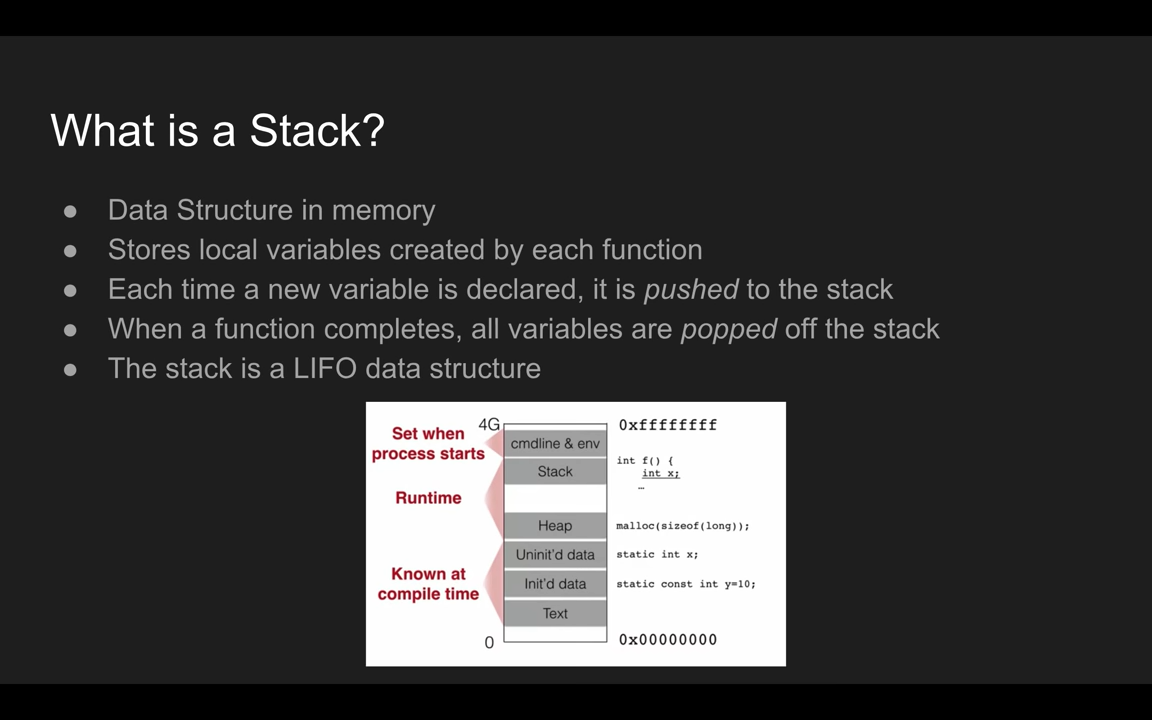 What is a Stack?
● Data Structure in memory
● Stores local variables created by each function
● Each time a new variable is declared, it is pushed to the stack
● When a function completes, all variables are popped off the stack
● The stack is a LIFO data structure
4G
0xffffffff
Set when
process starts
cmdline & env
Stack
int f() {
int x;
…
Runtime
Heap
malloc(sizeof(long));
Uninit'd data
static int x;
Known at
compile time
Init'd data
static const int y=10;
Text
0
0x00000000